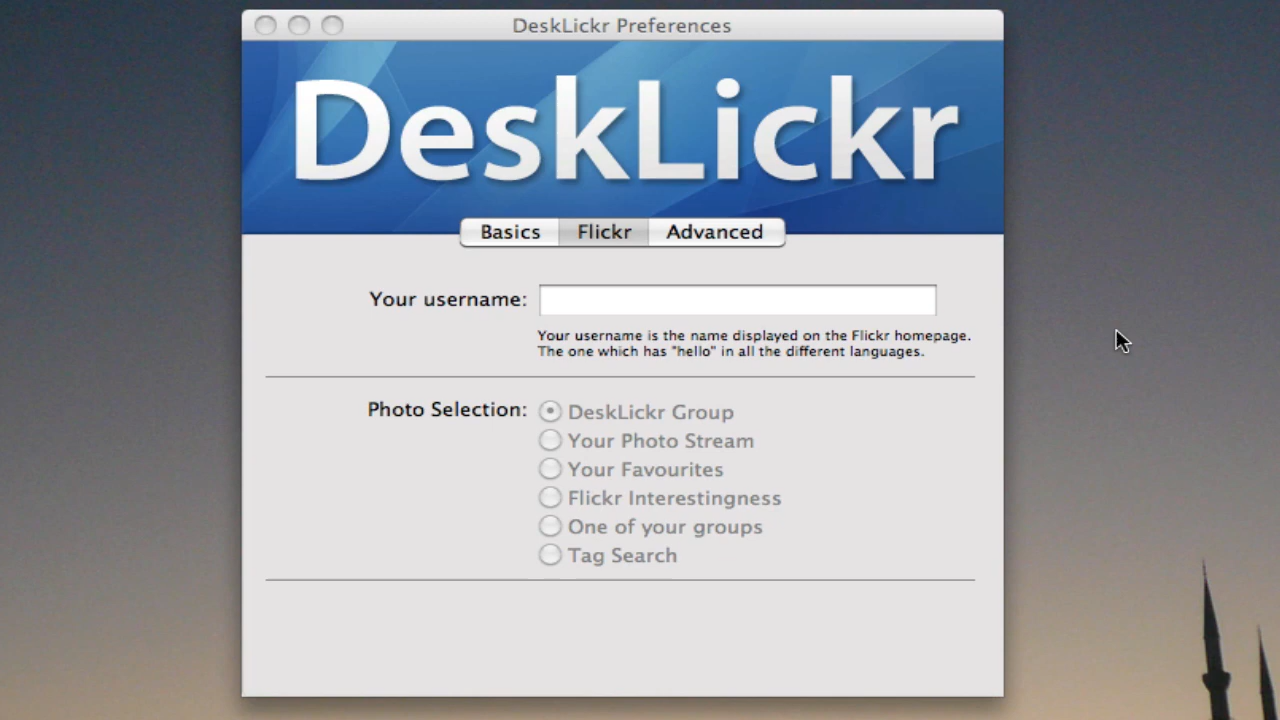 DeskLickr Preferences
DeskLickr
Basics Flickr Advanced
Your username:
Your username is the name displayed on the Flickr homepage.
The one which has "hello" in all the different languages.
Photo Selection: DeskLickr Group
Your Photo Stream
Your Favourites
Flickr Interestingness
One of your groups
Tag Search